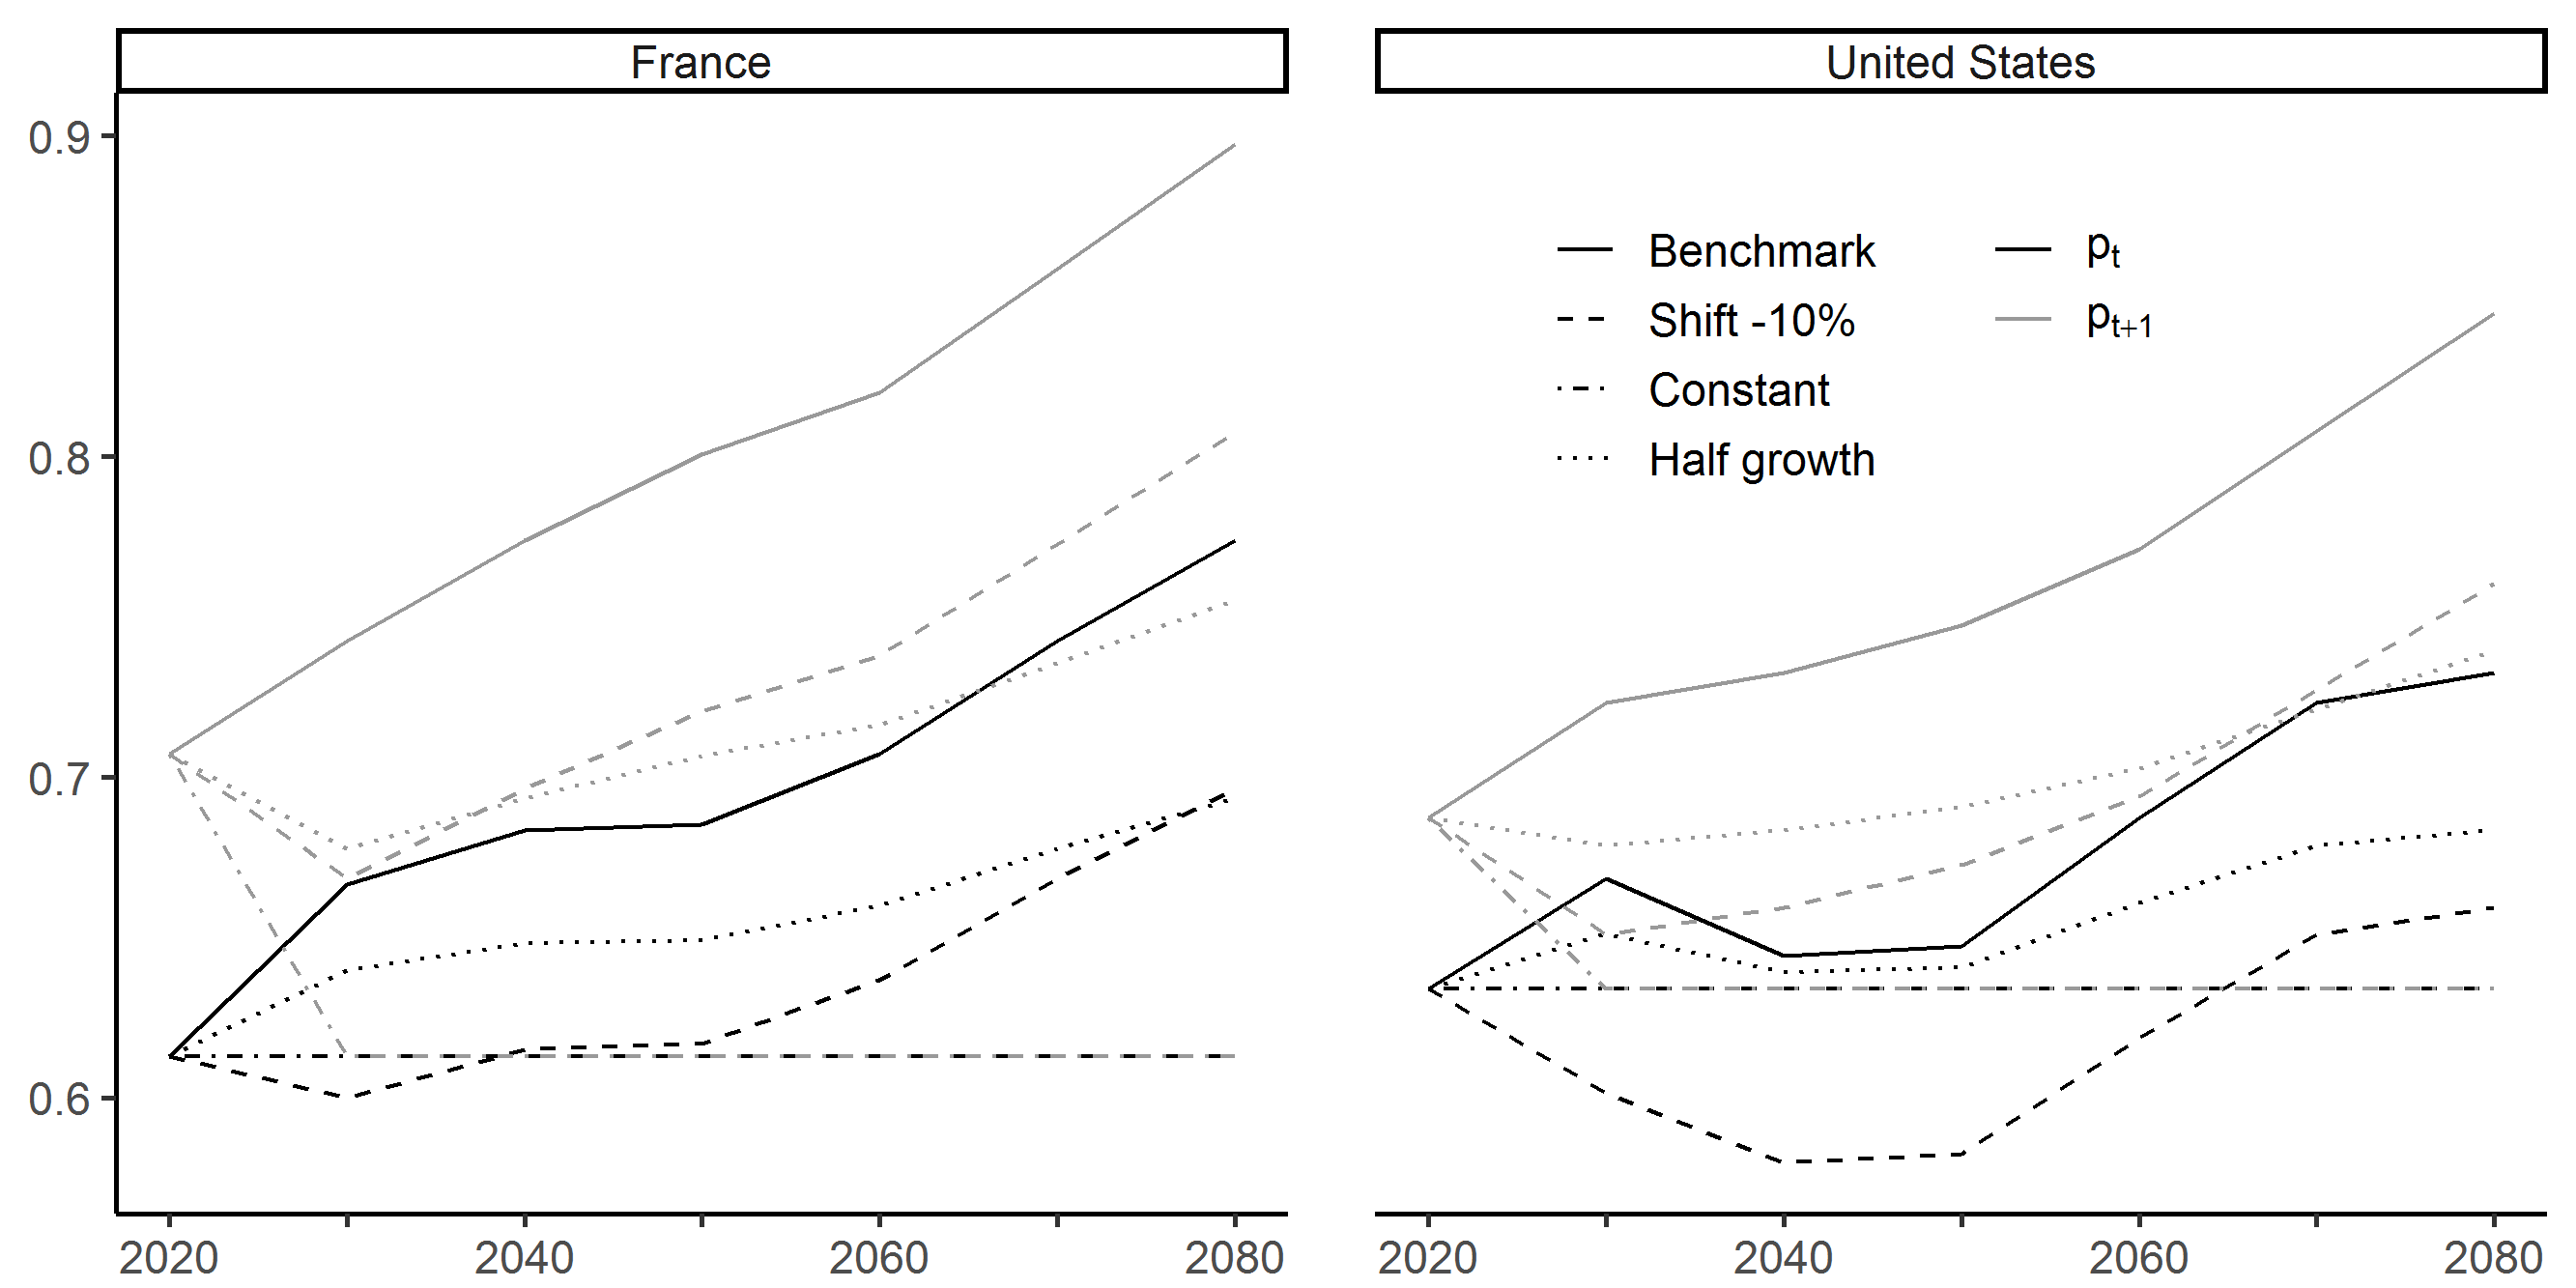 France
United States
0.9
0.8
0.7
0.6
Benchmark
Shift -10%
Constant
Half growth
pt
pt+1
2020 2040 2060 2080
2020 2040 2060 2080